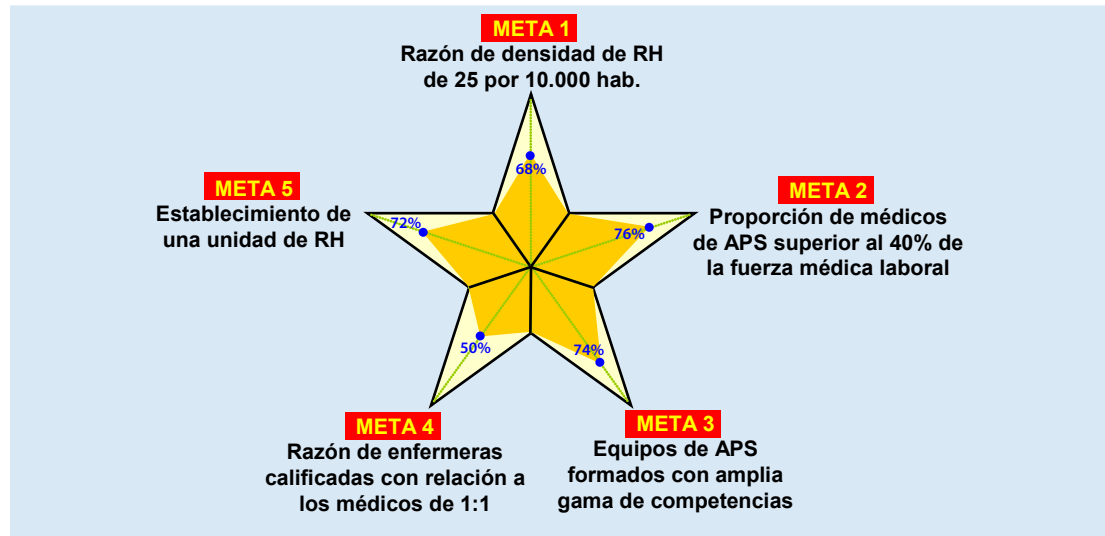 META 1
Razón de densidad de RH
de 25 por 10.000 hab.
68%
META 2
Proporción de médicos
de APS superior al 40% de
la fuerza médica laboral
76%
META 3
Equipos de APS
formados con amplia
gama de competencias
74%
META 4
Razón de enfermeras
calificadas con relación a
los médicos de 1:1
50%
META 5
Establecimiento de
una unidad de RH
72%